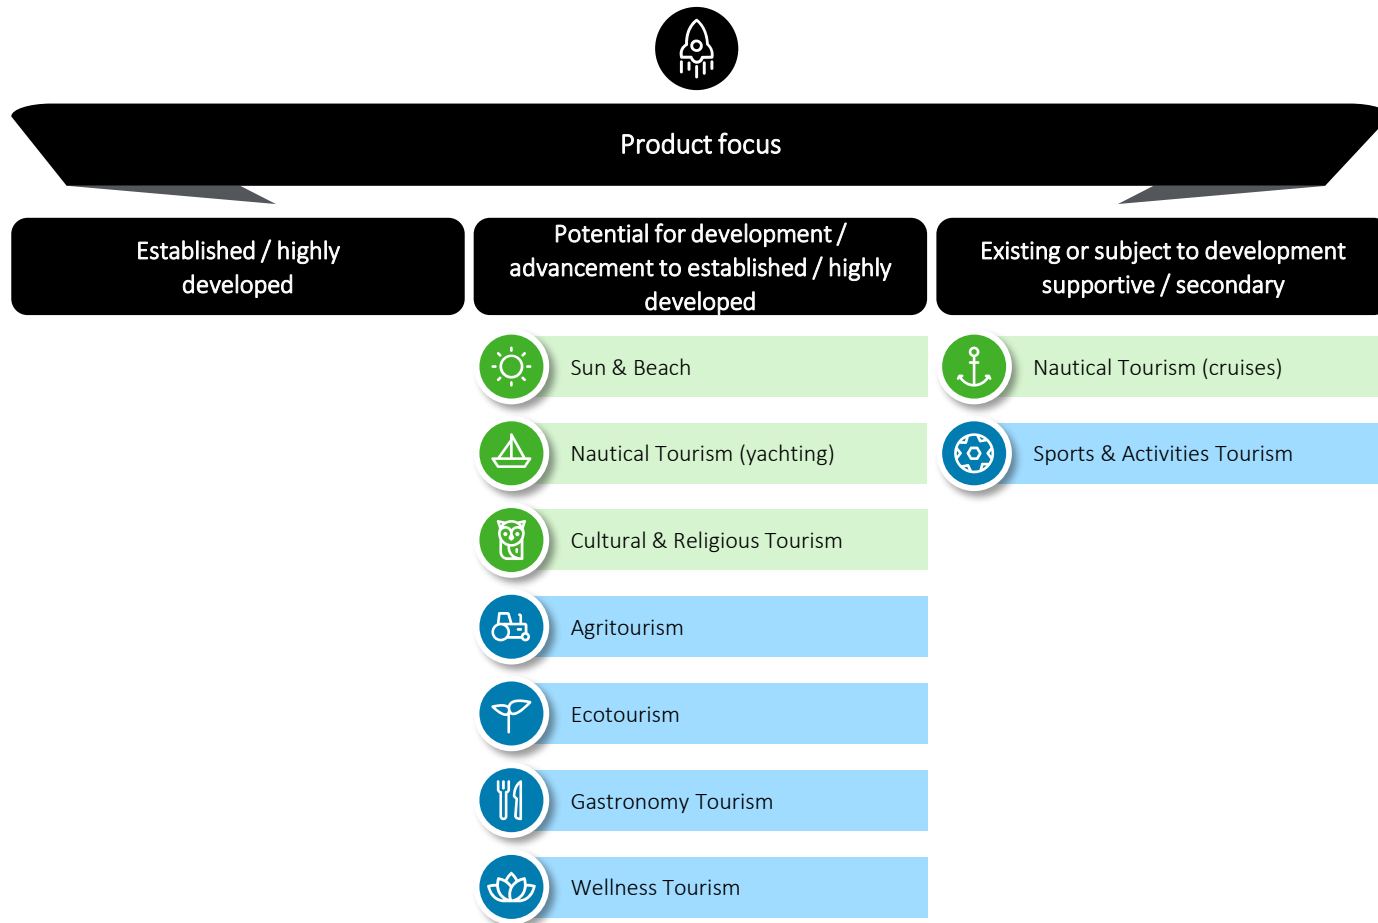 Product focus
Established / highly
developed
Potential for development /
advancement to established / highly
developed
Existing or subject to development
supportive / secondary
Sun & Beach
Nautical Tourism (yachting)
Cultural & Religious Tourism
Agritourism
Ecotourism
Gastronomy Tourism
Wellness Tourism
Nautical Tourism (cruises)
Sports & Activities Tourism